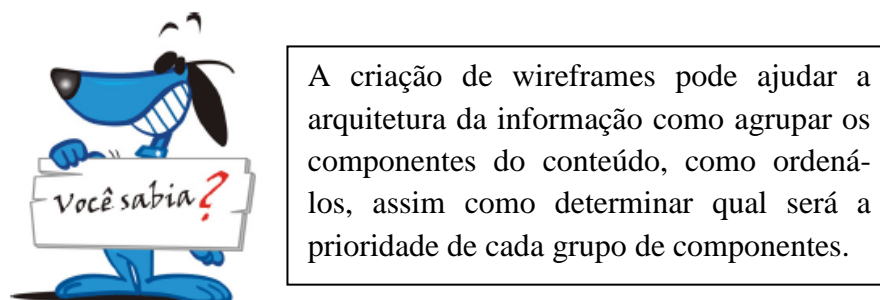 Você sabia?
A criação de wireframes pode ajudar a
arquitetura da informação como agrupar os
componentes do conteúdo, como ordená-
los, assim como determinar qual será a
prioridade de cada grupo de componentes.